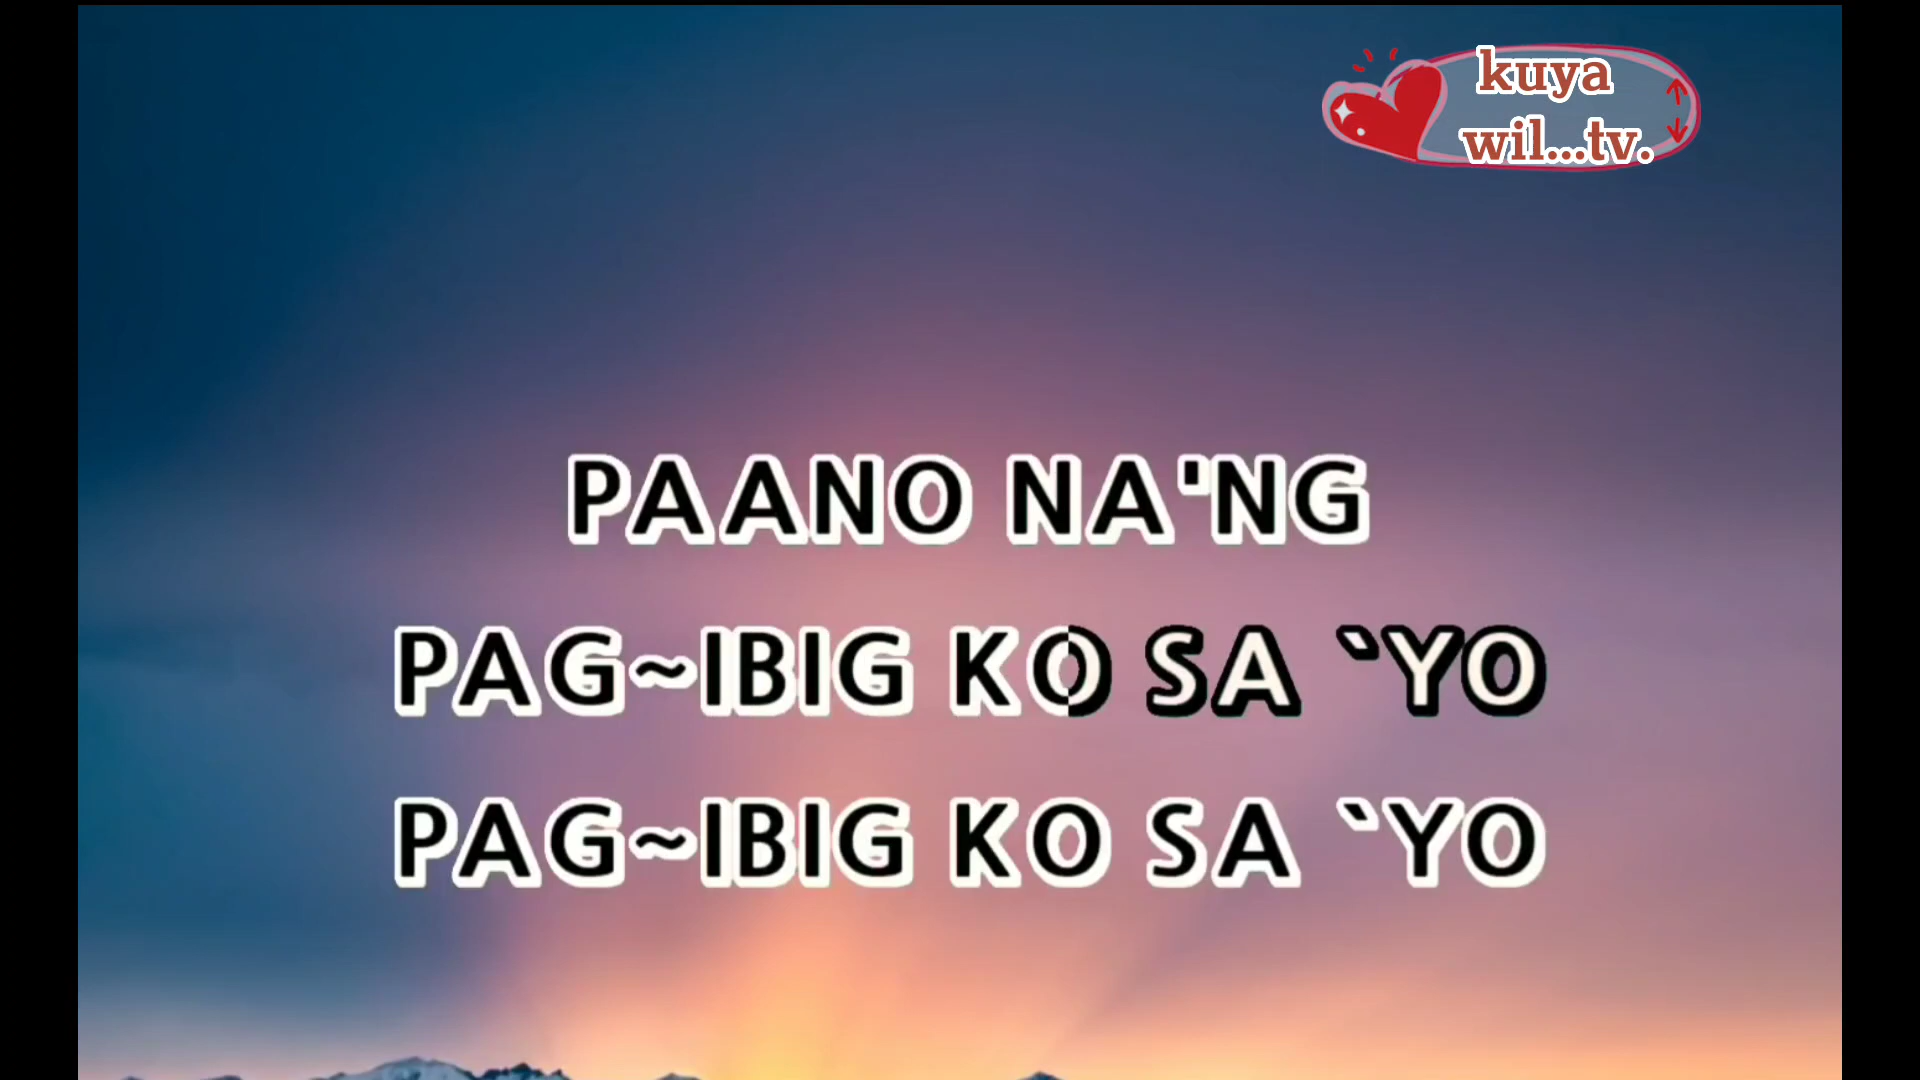 kuya
wil...tv.
PAANO NA'NG
PAG~IBIG KO SA `YO
PAG~IBIG KO SA `YO